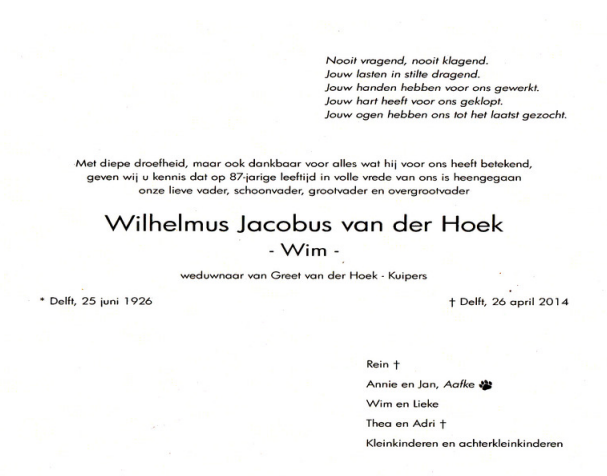 Nooit vragend, nooit klagend.
Jouw lasten in stilte dragend.
Jouw handen hebben voor ons gewerkt.
Jouw hart heeft voor ons geklopt.
Jouw ogen hebben ons tot het laatst gezocht.
Met diepe droefheid, maar ook dankbaar voor alles wat hij voor ons heeft betekend,
geven wij u kennis dat op 87-jarige leeftijd in volle vrede van ons is heengegaan
onze lieve vader, schoonvader, grootvader en overgrootvader
Wilhelmus Jacobus van der Hoek
- Wim -
weduwnaar van Greet van der Hoek - Kuipers
* Delft, 25 juni 1926 † Delft, 26 april 2014
Rein †
Annie en Jan, Aafke 🐾
Wim en Lieke
Thea en Adri †
Kleinkinderen en achterkleinkinderen